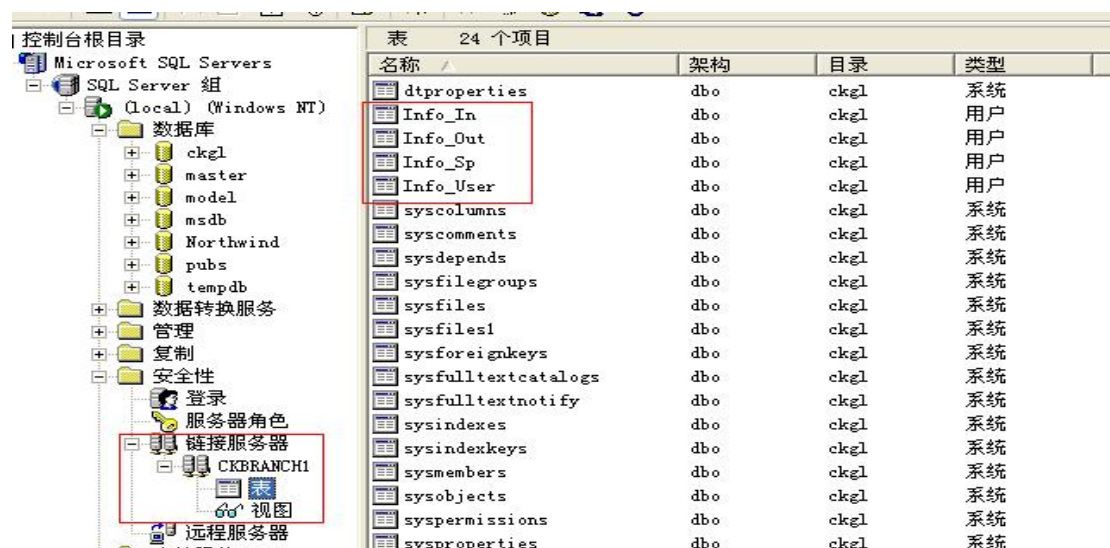 控制台根目录
Microsoft SQL Servers
SQL Server 组
(local) (Windows NT)
数据库
ckgl
master
model
msdb
Northwind
pubs
tempdb
数据转换服务
管理
复制
安全性
登录
服务器角色
链接服务器
CKBRANCH1
表
视图
远程服务器
表 24 个项目
名称 架构 目录 类型
dtproperties dbo ckgl 系统
Info_In dbo ckgl 用户
Info_Out dbo ckgl 用户
Info_Sp dbo ckgl 用户
Info_User dbo ckgl 用户
syscolumns dbo ckgl 系统
syscomments dbo ckgl 系统
sysdepends dbo ckgl 系统
sysfilegroups dbo ckgl 系统
sysfiles dbo ckgl 系统
sysfiles1 dbo ckgl 系统
sysforeignkeys dbo ckgl 系统
sysfulltextcatalogs dbo ckgl 系统
sysfulltextnotify dbo ckgl 系统
sysindexes dbo ckgl 系统
sysindexkeys dbo ckgl 系统
sysmembers dbo ckgl 系统
sysobjects dbo ckgl 系统
syspermissions dbo ckgl 系统
sysproperties dbo ckgl 系统